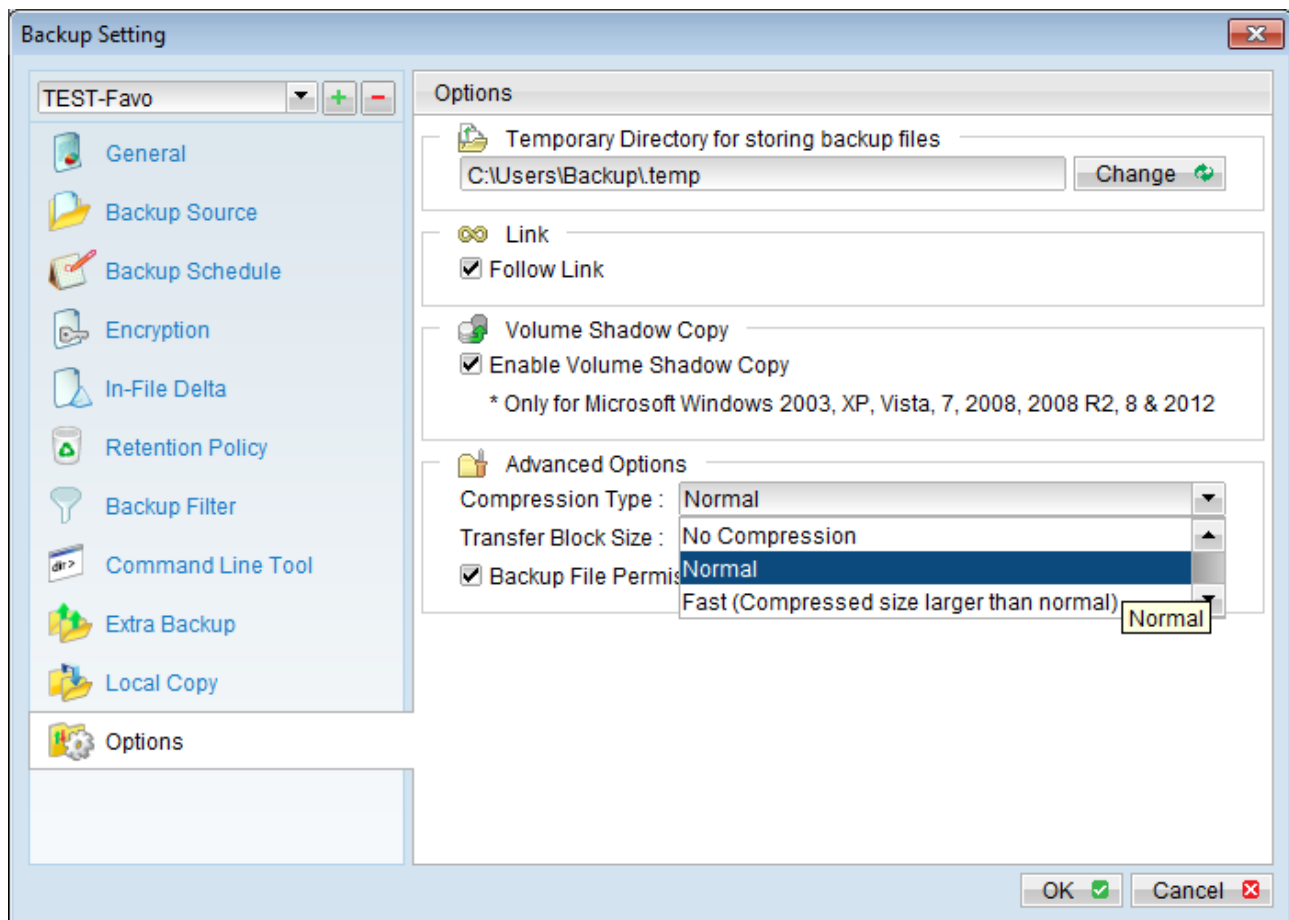 Backup Setting
TEST-Favo
General
Backup Source
Backup Schedule
Encryption
In-File Delta
Retention Policy
Backup Filter
dir>
Command Line Tool
Extra Backup
Local Copy
Options
Options
Temporary Directory for storing backup files
C:\Users\Backup\.temp
Change
Link
Follow Link
Volume Shadow Copy
Enable Volume Shadow Copy
* Only for Microsoft Windows 2003, XP, Vista, 7, 2008, 2008 R2, 8 & 2012
Advanced Options
Compression Type : Normal
Transfer Block Size : No Compression
Backup File Permis Normal
Fast (Compressed size larger than normal)
Normal
OK Cancel